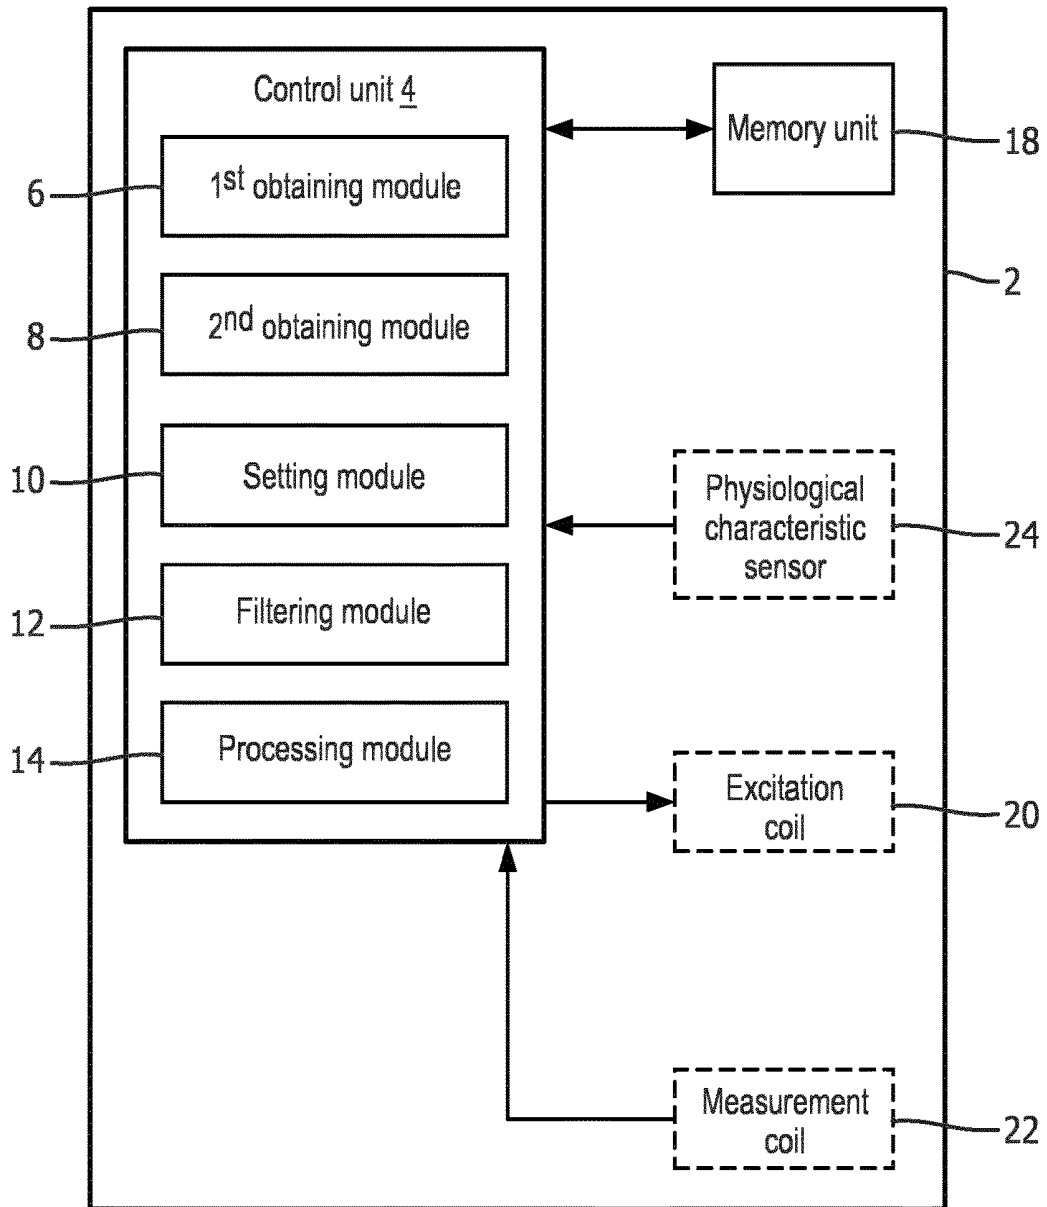 Control unit 4
Memory unit
18
6
1st obtaining module
2
8
2nd obtaining module
10
Setting module
Physiological
characteristic
sensor
24
12
Filtering module
14
Processing module
Excitation
coil
20
Measurement
coil
22